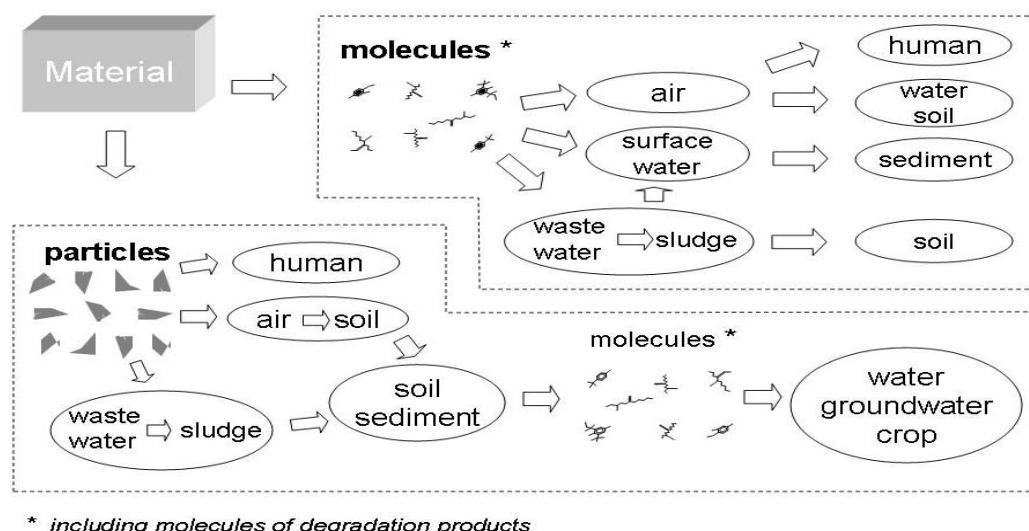 Material
molecules *
human
air
water
soil
surface
water
sediment
waste
water
sludge
soil
particles
human
air
soil
waste
water
sludge
soil
sediment
molecules *
water
groundwater
crop
* including molecules of degradation products